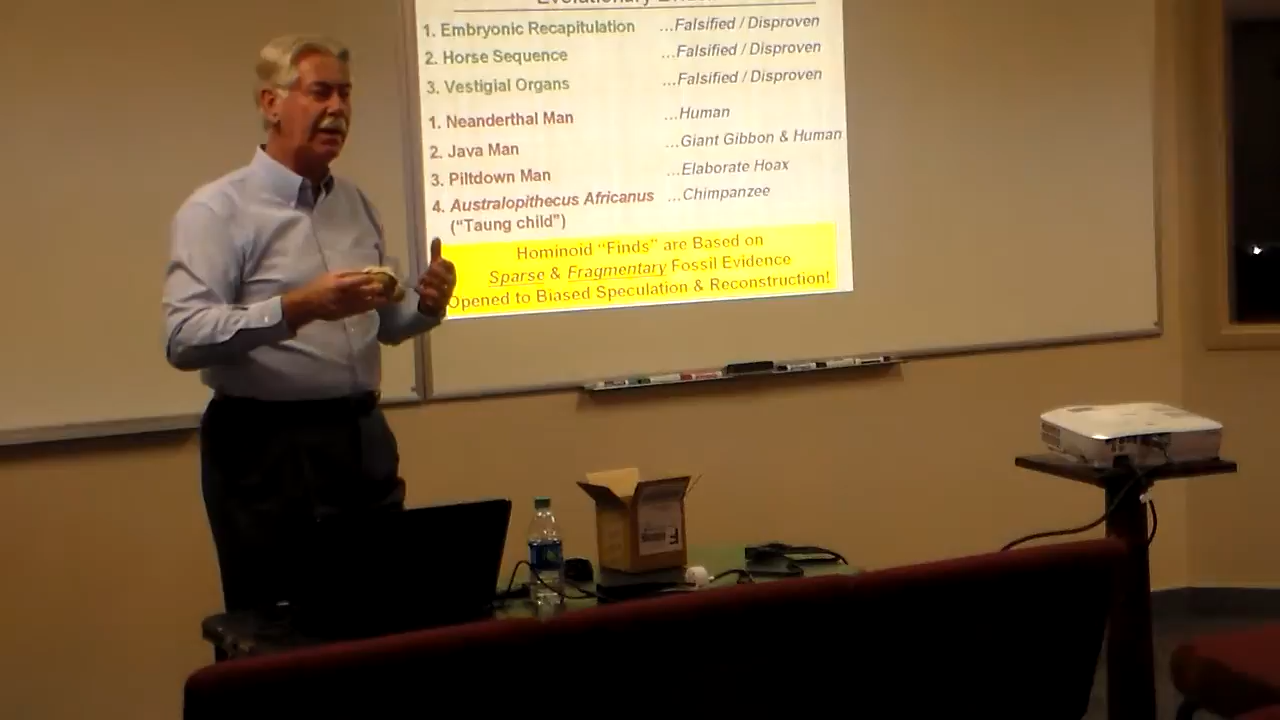 1. Embryonic Recapitulation ...Falsified / Disproven
2. Horse Sequence ...Falsified / Disproven
3. Vestigial Organs ...Falsified / Disproven
1. Neanderthal Man ...Human
2. Java Man ...Giant Gibbon & Human
3. Piltdown Man ...Elaborate Hoax
4. Australopithecus Africanus ...Chimpanzee
("Taung child")
Hominoid "Finds" are Based on
Sparse & Fragmentary Fossil Evidence
Opened to Biased Speculation & Reconstruction!
F